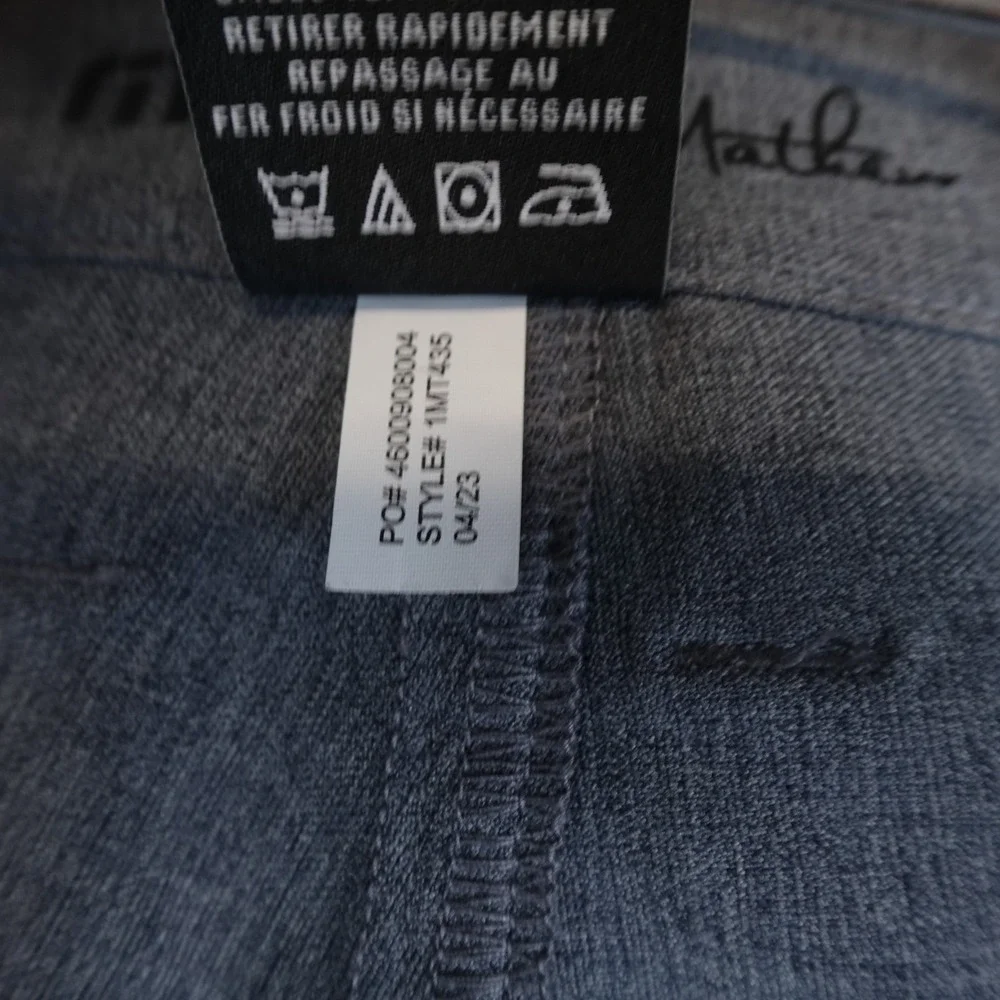 RETIRER RAPIDEMENT
REPASSAGE AU
FER FROID SI NÉCESSAIRE
PO# 4600908004
STYLE# 1MT435
04/23